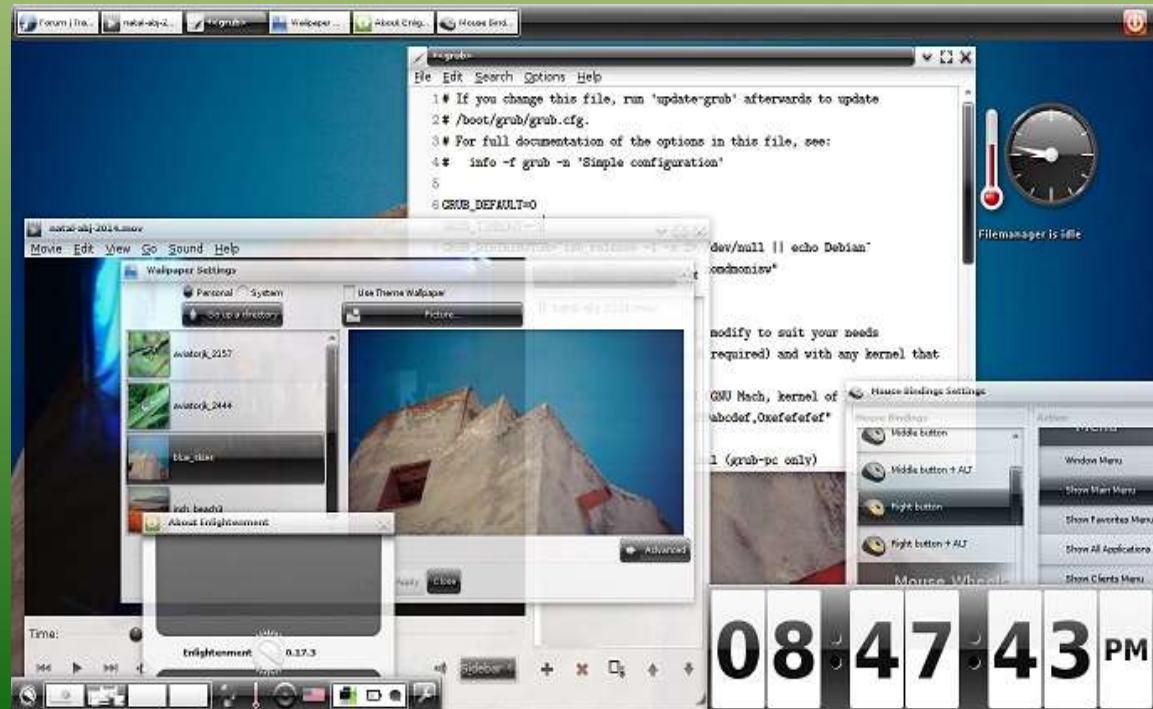 Forum | Tra...
natal-abj-2...
*<grub>
Wallpaper ...
About Enlig...
Mouse Bind...
*<grub>
File Edit Search Options Help
1 # If you change this file, run 'update-grub' afterwards to update
2 # /boot/grub/grub.cfg.
3 # For full documentation of the options in this file, see:
4 # info -f grub -n 'Simple configuration'
5
6 GRUB_DEFAULT=0
/dev/null || echo Debian`
modify to suit your needs
required) and with any kernel that
GNU Mach, kernel of
l (grub-pc only)
Filemanager is idle
natal-abj-2014.mov
Movie Edit View Go Sound Help
Wallpaper Settings
Personal System
Use Theme Wallpaper
Go up a directory
Picture...
aviatorjk_2157
aviatorjk_2444
blue_skies
indi_beach3
Advanced
Apply Close
About Enlightenment
Enlightenment 0.17.3
Time:
Sidebar
Mouse Bindings Settings
Mouse Bindings
Middle button
Middle button + ALT
Right button
Right button + ALT
Mouse Wheels
Action
Menu
Window Menu
Show Main Menu
Show Favorites Menu
Show All Applications
Show Clients Menu
08:47:43 PM